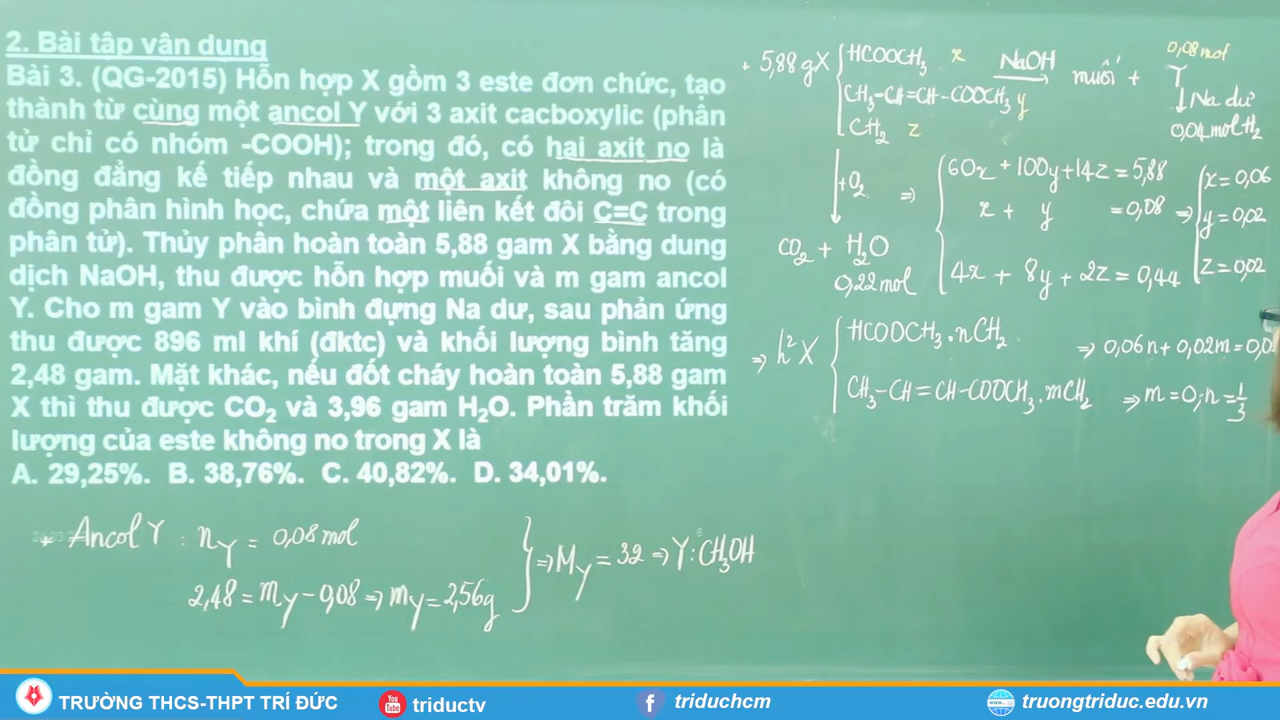 2. Bài tập vận dụng
Bài 3. (QG-2015) Hỗn hợp X gồm 3 este đơn chức, tạo
thành từ cùng một ancol Y với 3 axit cacboxylic (phân
tử chỉ có nhóm -COOH); trong đó, có hai axit no là
đồng đẳng kế tiếp nhau và một axit không no (có
đồng phân hình học, chứa một liên kết đôi C=C trong
phân tử). Thủy phân hoàn toàn 5,88 gam X bằng dung
dịch NaOH, thu được hỗn hợp muối và m gam ancol
Y. Cho m gam Y vào bình đựng Na dư, sau phản ứng
thu được 896 ml khí (đktc) và khối lượng bình tăng
2,48 gam. Mặt khác, nếu đốt cháy hoàn toàn 5,88 gam
X thì thu được CO₂ và 3,96 gam H₂O. Phần trăm khối
lượng của este không no trong X là
A. 29,25%. B. 38,76%. C. 40,82%. D. 34,01%.
+ Ancol Y : n_Y = 0,08 mol
2,48 = m_Y - 0,08 => m_Y = 2,56g
=> M_Y = 32 => Y: CH₃OH
+ 5,88 g X
HCOOCH₃ x
CH₃-CH=CH-COOCH₃ y
CH₂ z
NaOH
muối + Y
0,08 mol
Na dư
0,04 mol H₂
+O₂
CO₂ + H₂O
0,22 mol
=> 60x + 100y + 14z = 5,88
x + y = 0,08
4x + 8y + 2z = 0,44
=> x = 0,06
y = 0,02
z = 0,02
=> h² X
HCOOCH₃.nCH₂
CH₃-CH=CH-COOCH₃.mCH₂
=> 0,06n + 0,02m = 0,0
=> m = 0; n = 1/3
TRƯỜNG THCS-THPT TRÍ ĐỨC
You Tube
triductv
triduchcm
truongtriduc.edu.vn